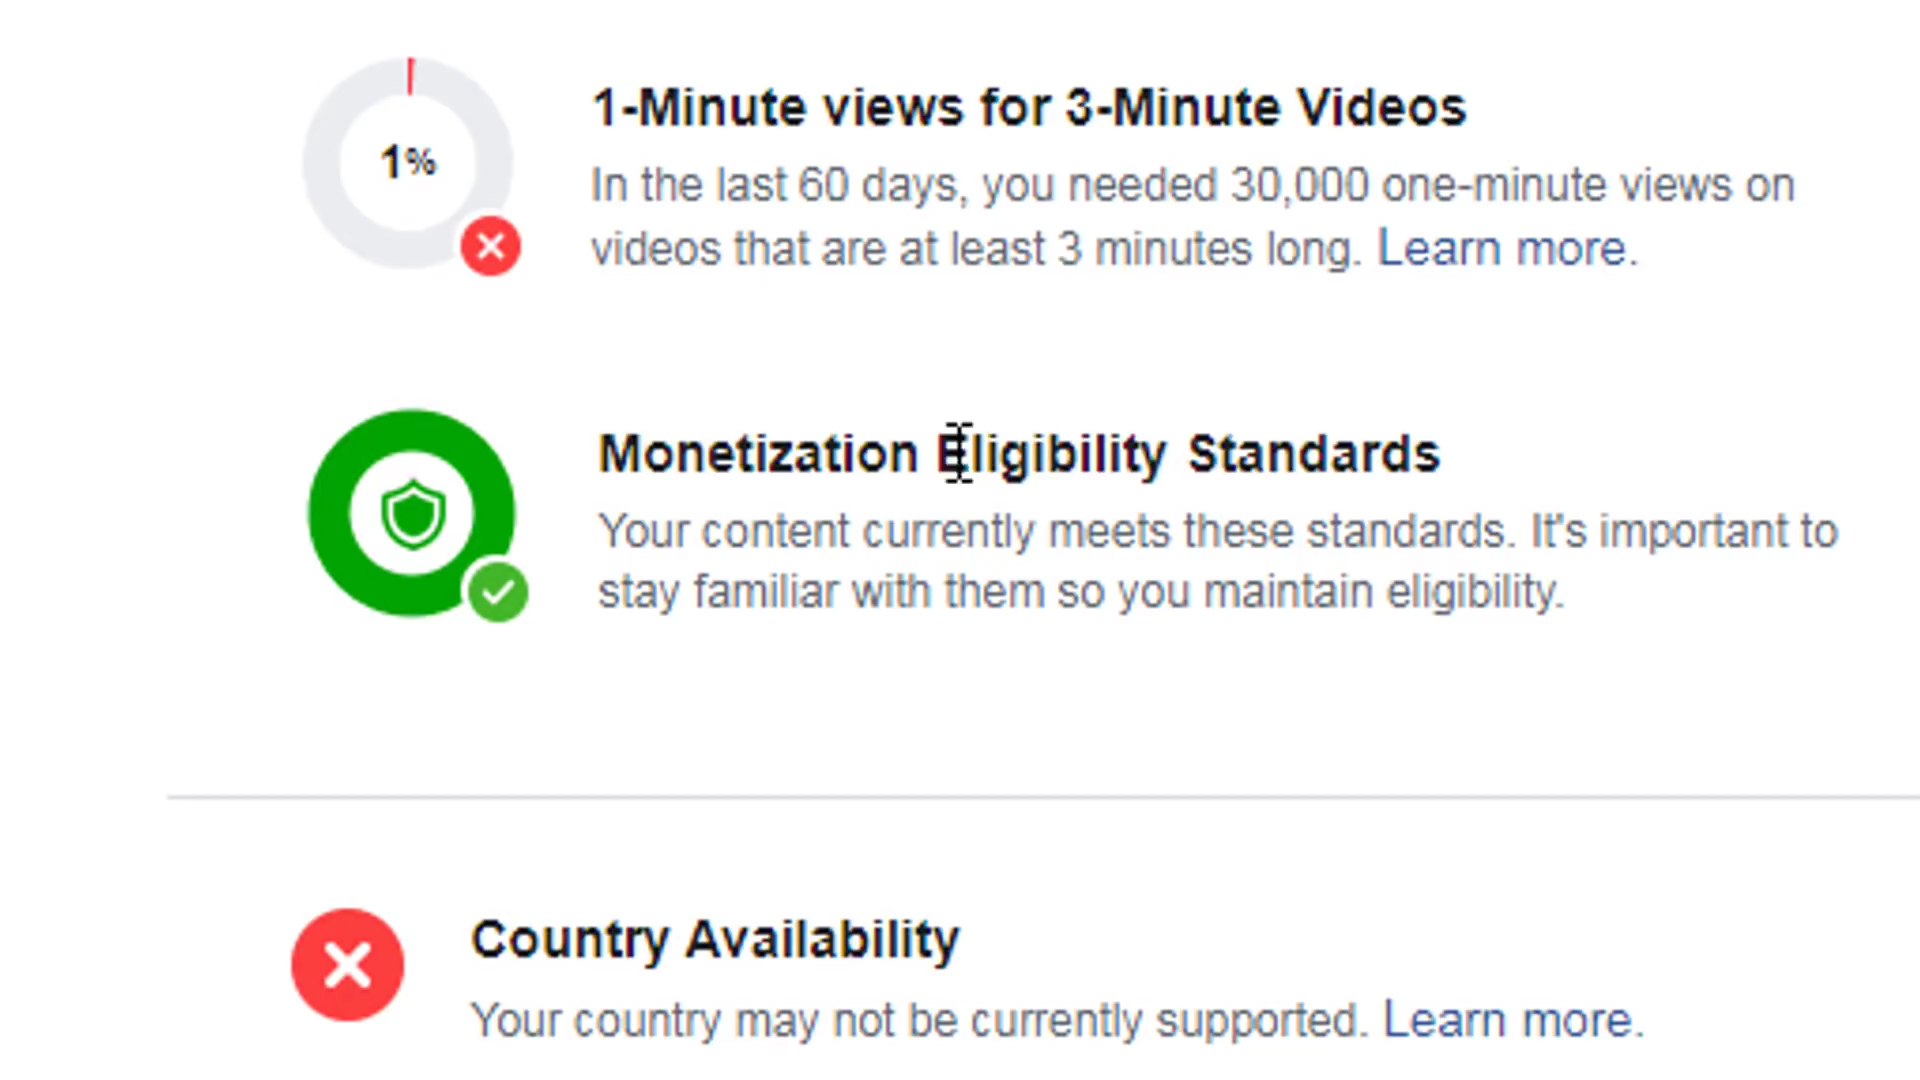 1%
1-Minute views for 3-Minute Videos
In the last 60 days, you needed 30,000 one-minute views on
videos that are at least 3 minutes long. Learn more.
Monetization Eligibility Standards
Your content currently meets these standards. It's important to
stay familiar with them so you maintain eligibility.
Country Availability
Your country may not be currently supported. Learn more.